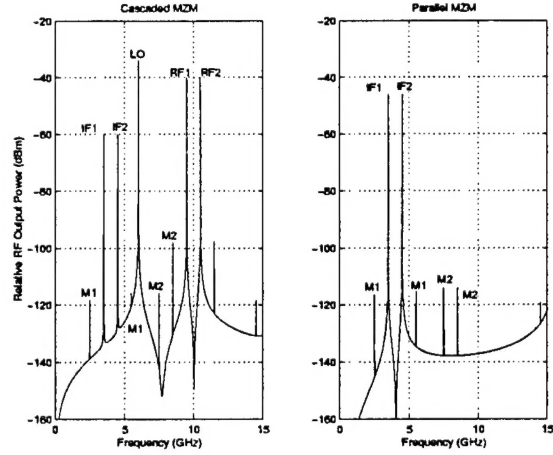 Cascaded MZM
Parallel MZM
Relative RF Output Power (dBm)
-20
-40
-60
-80
-100
-120
-140
-160
LO
RF1 RF2
IF1 IF2
M2
M1
M2
M1
0 5 10 15
Frequency (GHz)
-20
-40
-60
-80
-100
-120
-140
-160
IF1 IF2
M1
M1
M2
M2
0 5 10 15
Frequency (GHz)